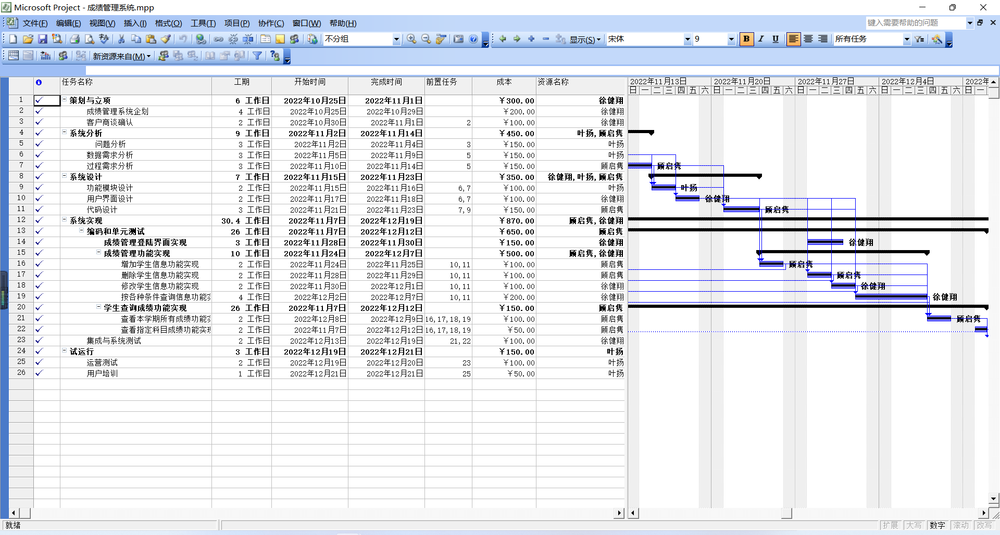 Microsoft Project - 成绩管理系统.mpp
文件(F) 编辑(E) 视图(V) 插入(I) 格式(O) 工具(T) 项目(P) 协作(C) 窗口(W) 帮助(H) 键入需要帮助的问题
不分组 显示(S) 宋体 9 B I U 所有任务
新资源来自(M)
任务名称 工期 开始时间 完成时间 前置任务 成本 资源名称
1 策划与立项 6 工作日 2022年10月25日 2022年11月1日 ¥300.00 徐健翔
2 成绩管理系统企划 4 工作日 2022年10月25日 2022年10月29日 ¥200.00 徐健翔
3 客户商谈确认 2 工作日 2022年10月30日 2022年11月1日 2 ¥100.00 徐健翔
4 系统分析 9 工作日 2022年11月2日 2022年11月14日 ¥450.00 叶扬,顾启隽
5 问题分析 3 工作日 2022年11月2日 2022年11月4日 3 ¥150.00 叶扬
6 数据需求分析 3 工作日 2022年11月5日 2022年11月9日 5 ¥150.00 叶扬
7 过程需求分析 3 工作日 2022年11月10日 2022年11月14日 5 ¥150.00 顾启隽
8 系统设计 7 工作日 2022年11月15日 2022年11月23日 ¥350.00 徐健翔,叶扬,顾启隽
9 功能模块设计 2 工作日 2022年11月15日 2022年11月16日 6,7 ¥100.00 叶扬
10 用户界面设计 2 工作日 2022年11月17日 2022年11月18日 6,7 ¥100.00 徐健翔
11 代码设计 3 工作日 2022年11月21日 2022年11月23日 7,9 ¥150.00 顾启隽
12 系统实现 30.4 工作日 2022年11月7日 2022年12月19日 ¥870.00 顾启隽,徐健翔
13 编码和单元测试 26 工作日 2022年11月7日 2022年12月12日 ¥650.00 顾启隽
14 成绩管理登陆界面实现 3 工作日 2022年11月28日 2022年11月30日 ¥150.00 徐健翔
15 成绩管理功能实现 10 工作日 2022年11月24日 2022年12月7日 ¥500.00 顾启隽,徐健翔
16 增加学生信息功能实现 2 工作日 2022年11月24日 2022年11月25日 10,11 ¥100.00 顾启隽
17 删除学生信息功能实现 2 工作日 2022年11月28日 2022年11月29日 10,11 ¥100.00 顾启隽
18 修改学生信息功能实现 2 工作日 2022年11月30日 2022年12月1日 10,11 ¥100.00 徐健翔
19 按各种条件查询信息功能 4 工作日 2022年12月2日 2022年12月7日 10,11 ¥200.00 徐健翔
20 学生查询成绩功能实现 26 工作日 2022年11月7日 2022年12月12日 ¥150.00 顾启隽
21 查看本学期所有成绩功能 2 工作日 2022年12月8日 2022年12月9日 16,17,18,19 ¥100.00 顾启隽
22 查看指定科目成绩功能实 2 工作日 2022年11月7日 2022年12月12日 16,17,18,19 ¥50.00 顾启隽
23 集成与系统测试 2 工作日 2022年12月13日 2022年12月19日 21,22 ¥100.00 徐健翔
24 试运行 3 工作日 2022年12月19日 2022年12月21日 ¥150.00 叶扬
25 运营测试 2 工作日 2022年12月19日 2022年12月20日 23 ¥100.00 叶扬
26 用户培训 1 工作日 2022年12月21日 2022年12月21日 25 ¥50.00 叶扬
2022年11月13日 2022年11月20日 2022年11月27日 2022年12月4日 2022年
日 一 二 三 四 五 六 日 一 二 三 四 五 六 日 一 二 三 四 五 六 日 一 二 三 四 五 六 日 一
顾启隽
叶扬
徐健翔
顾启隽
徐健翔
顾启隽
顾启隽
徐健翔
徐健翔
顾启隽
就绪 扩展 大写 数字 滚动 改写